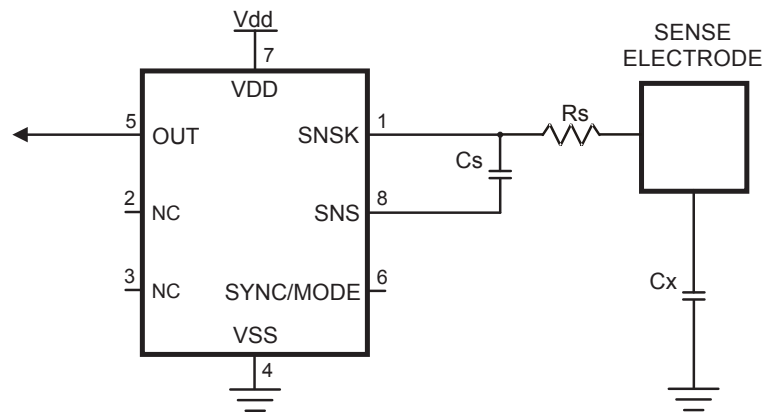 Vdd
7
SENSE
ELECTRODE
VDD
5
OUT
SNSK
1
Rs
Cs
2
NC
SNS
8
3
NC
SYNC/MODE
6
Cx
VSS
4